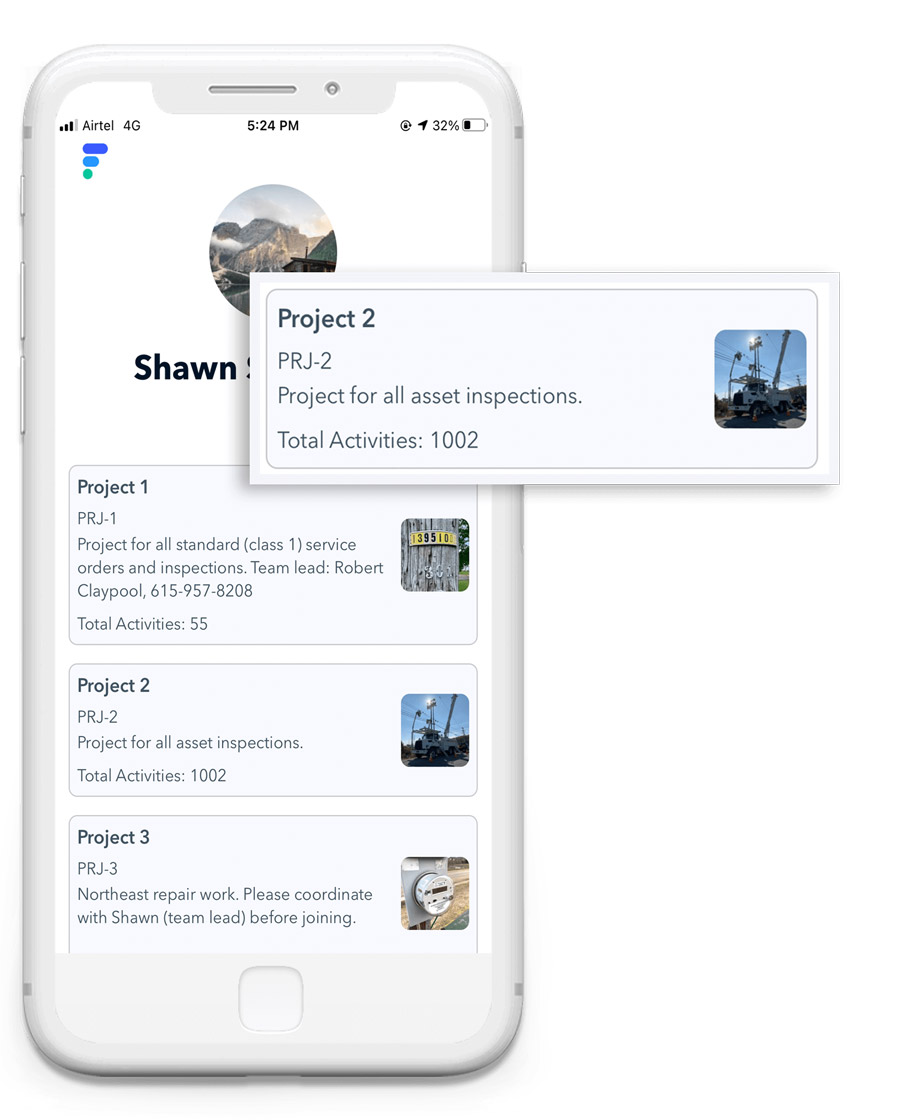 Airtel 4G 5:24 PM 32%
Shawn
Project 2
PRJ-2
Project for all asset inspections.
Total Activities: 1002
Project 1
PRJ-1
Project for all standard (class 1) service
orders and inspections. Team lead: Robert
Claypool, 615-957-8208
Total Activities: 55
39510
Project 2
PRJ-2
Project for all asset inspections.
Total Activities: 1002
Project 3
PRJ-3
Northeast repair work. Please coordinate
with Shawn (team lead) before joining.